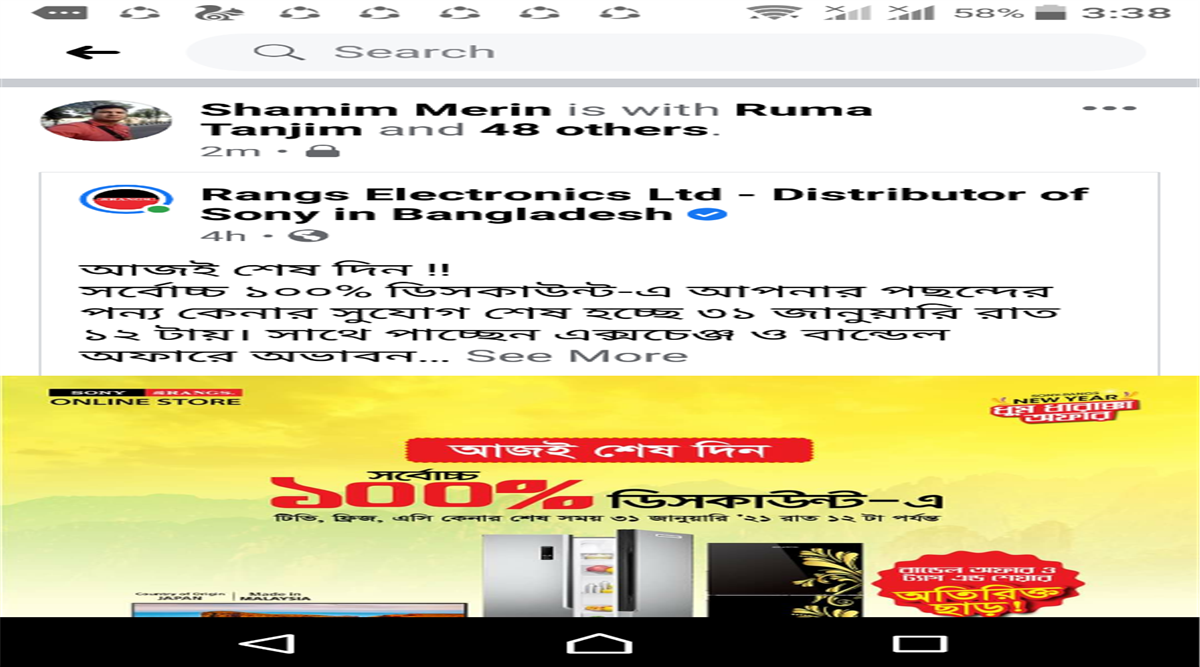 58% 3:38
Search
Shamim Merin is with Ruma
Tanjim and 48 others.
2m
Rangs Electronics Ltd - Distributor of
Sony in Bangladesh
4h
আজই শেষ দিন !!
সর্বোচ্চ ১০০% ডিসকাউন্ট-এ আপনার পছন্দের
পন্য কেনার সুযোগ শেষ হচ্ছে ৩১ জানুয়ারি রাত
১২ টায়। সাথে পাচ্ছেন এক্সচেঞ্জ ও বান্ডেল
অফারে অভাবন... See More
SONY RANGS
ONLINE STORE
NEW YEAR
ধুম ধারাক্কা
অফার
আজই শেষ দিন
সর্বোচ্চ
১০০% ডিসকাউন্ট-এ
টিভি, ফ্রিজ, এসি কেনার শেষ সময় ৩১ জানুয়ারি '২১ রাত ১২ টা পর্যন্ত
বান্ডেল অফার ও
ট্যাগ এন্ড শেয়ার
অতিরিক্ত
ছাড়!
Country of Origin | Made in
JAPAN | MALAYSIA